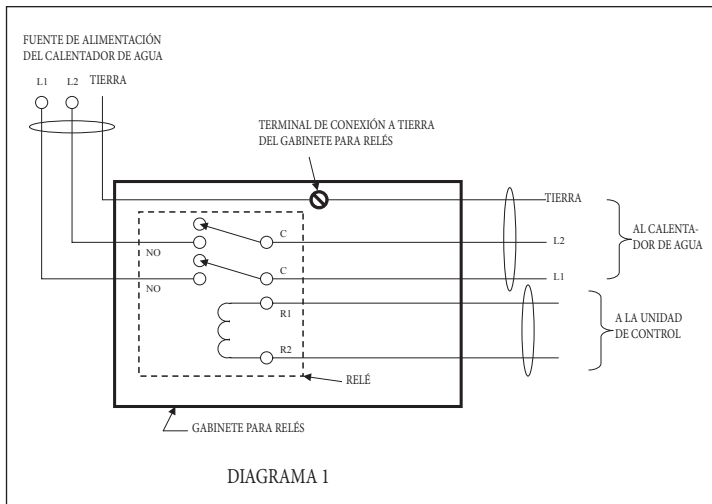 FUENTE DE ALIMENTACIÓN
DEL CALENTADOR DE AGUA
L1 L2 TIERRA
TERMINAL DE CONEXIÓN A TIERRA
DEL GABINETE PARA RELÉS
TIERRA
C
L2
NO
AL CALENTA-
DOR DE AGUA
C
L1
NO
R1
A LA UNIDAD
DE CONTROL
R2
RELÉ
GABINETE PARA RELÉS
DIAGRAMA 1